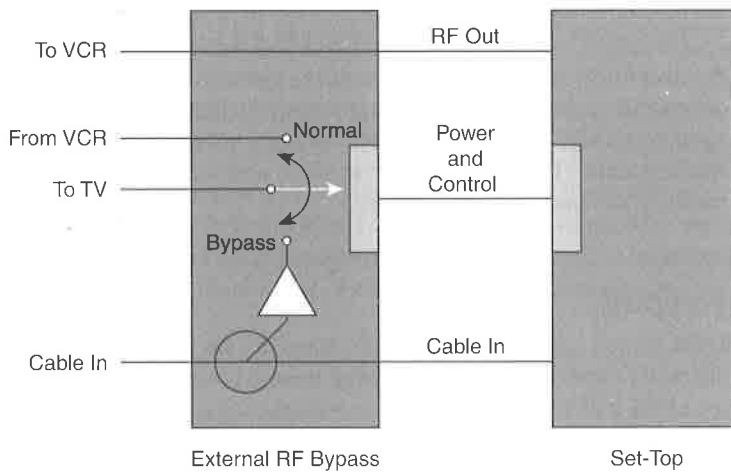 To VCR
RF Out
From VCR
Normal
Power
and
Control
To TV
Bypass
Cable In
Cable In
External RF Bypass
Set-Top